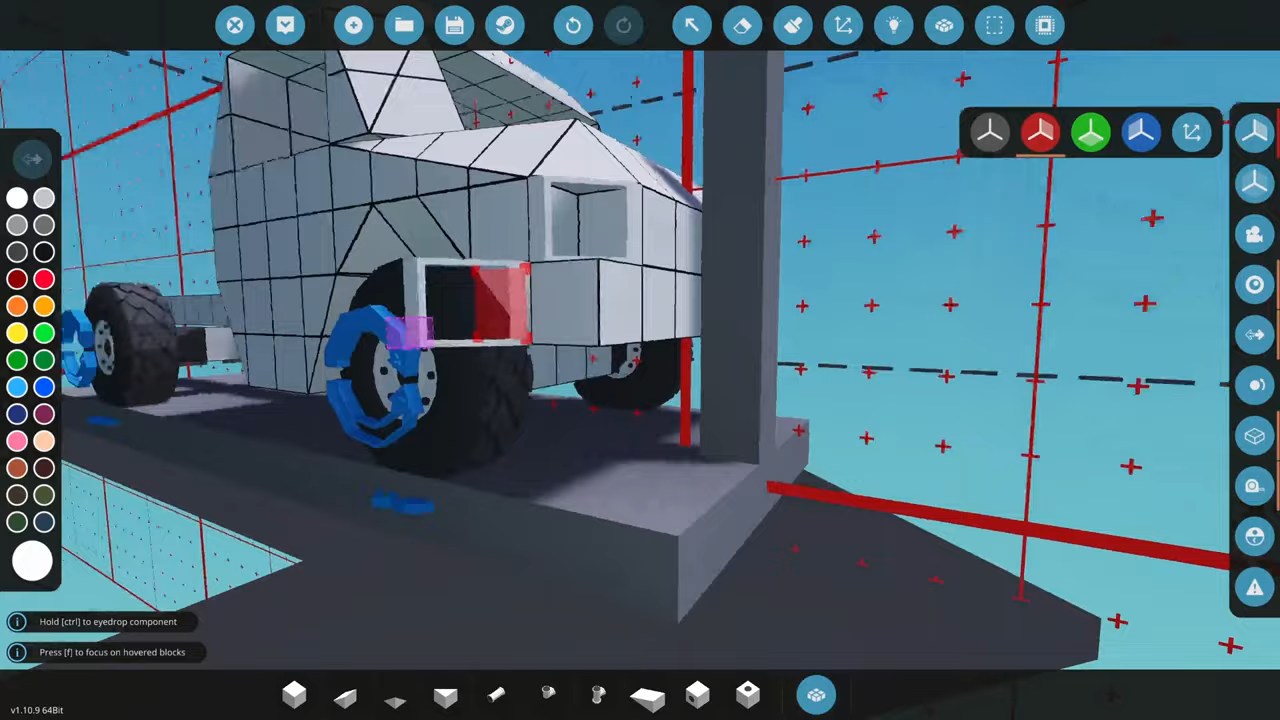 Hold [ctrl] to eyedrop component
Press [f] to focus on hovered blocks
v1.10.9 64Bit